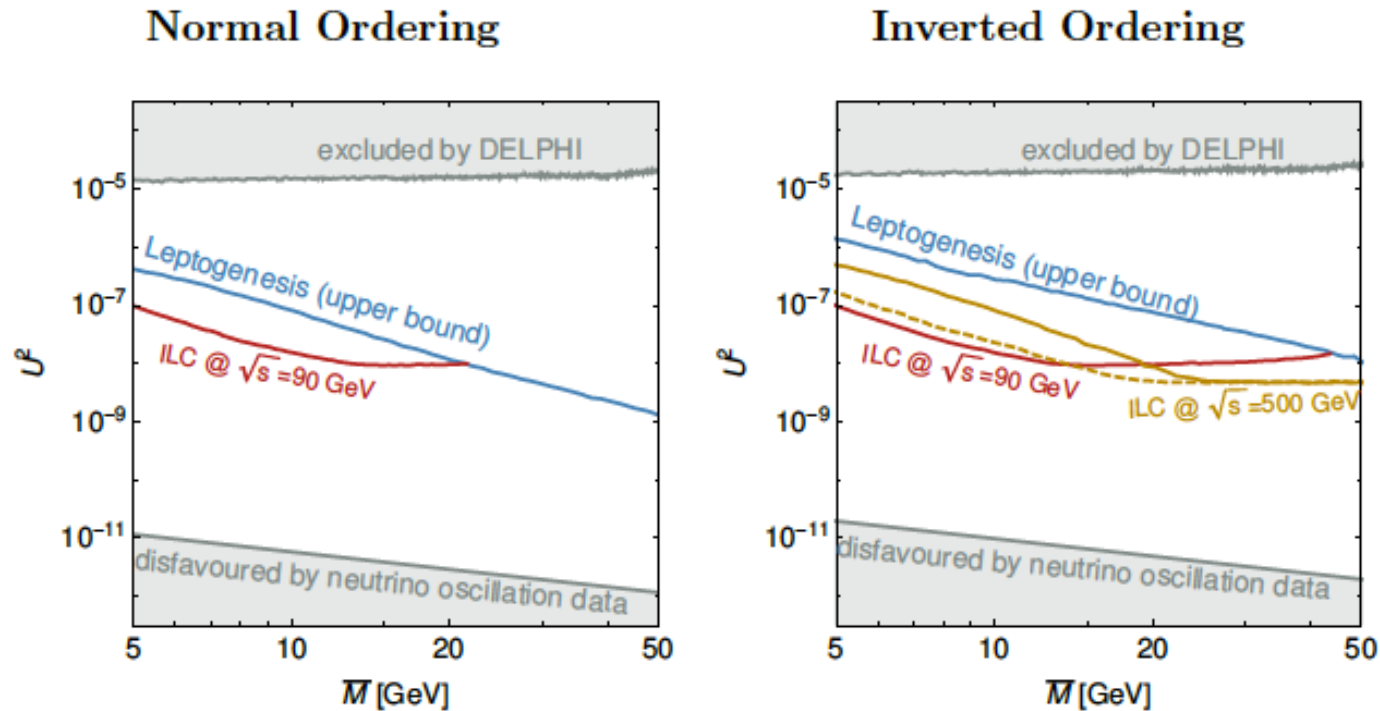 Normal Ordering
excluded by DELPHI
Leptogenesis (upper bound)
ILC @ √s =90 GeV
disfavoured by neutrino oscillation data
10⁻⁵
10⁻⁷
10⁻⁹
10⁻¹¹
U²
5 10 20 50
M̅ [GeV]
Inverted Ordering
excluded by DELPHI
Leptogenesis (upper bound)
ILC @ √s =90 GeV
ILC @ √s =500 GeV
disfavoured by neutrino oscillation data
10⁻⁵
10⁻⁷
10⁻⁹
10⁻¹¹
U²
5 10 20 50
M̅ [GeV]